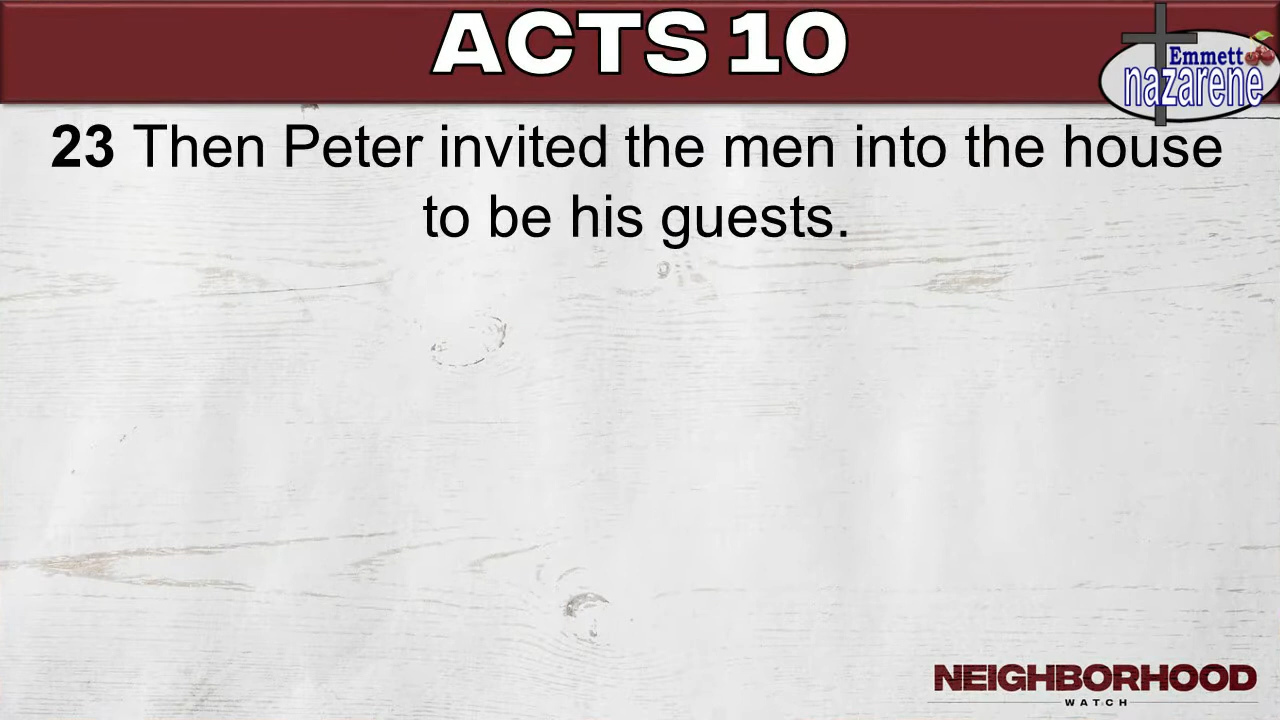 ACTS 10
Emmett
nazarene
23 Then Peter invited the men into the house
to be his guests.
NEIGHBORHOOD
WATCH